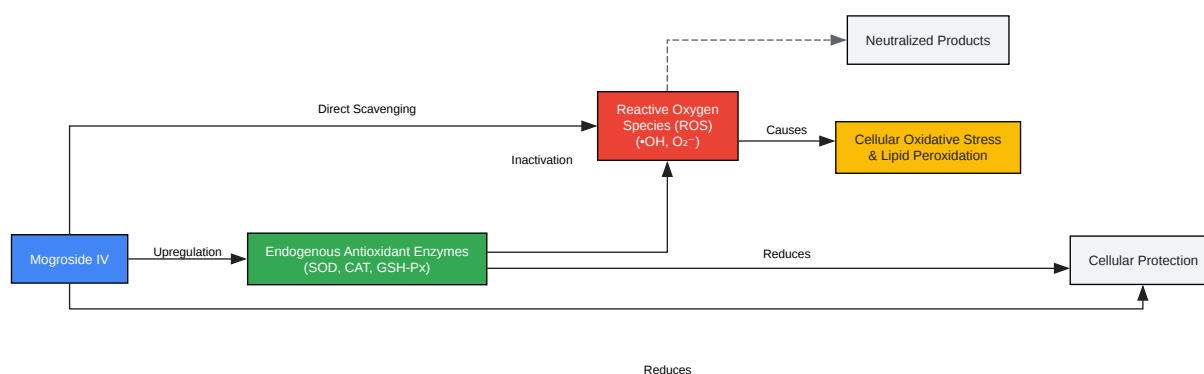 Neutralized Products
Direct Scavenging
Reactive Oxygen
Species (ROS)
(•OH, O₂⁻)
Causes
Cellular Oxidative Stress
& Lipid Peroxidation
Inactivation
Mogroside IV
Upregulation
Endogenous Antioxidant Enzymes
(SOD, CAT, GSH-Px)
Reduces
Cellular Protection
Reduces